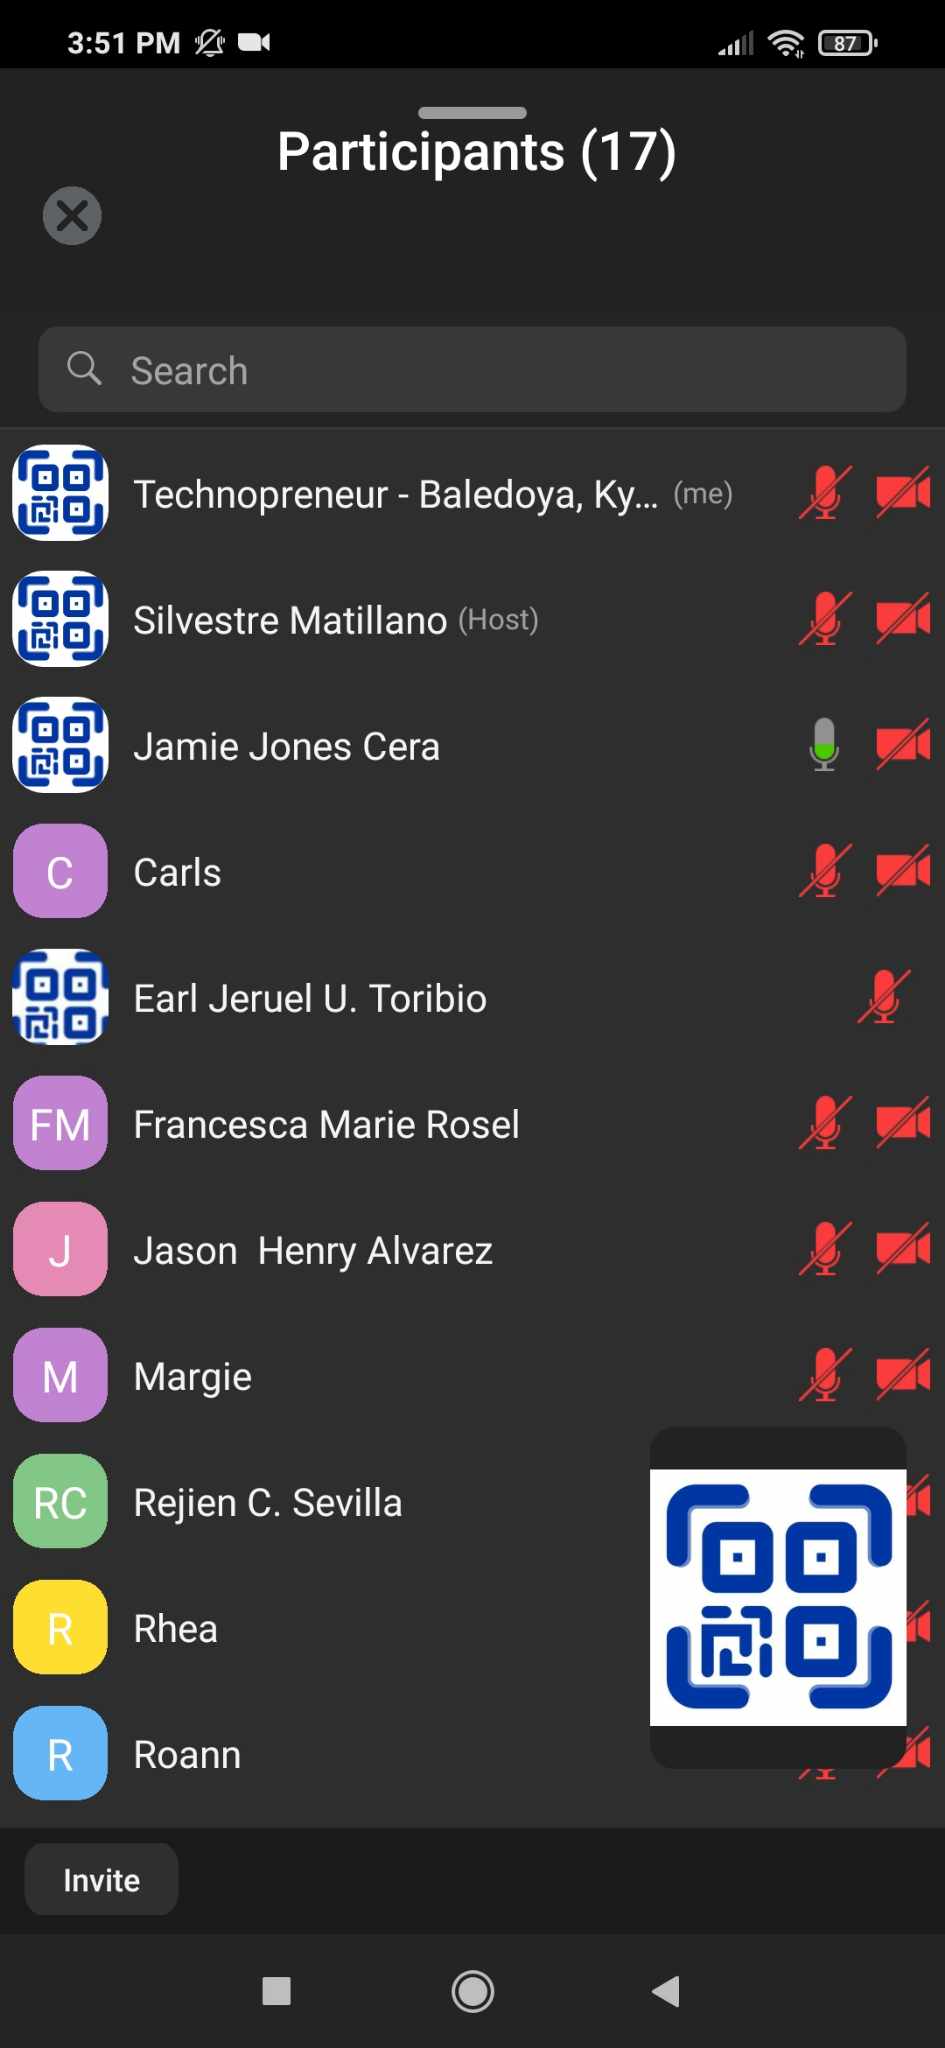 3:51 PM
87
Participants (17)
Search
Technopreneur - Baledoya, Ky... (me)
Silvestre Matillano (Host)
Jamie Jones Cera
C Carls
Earl Jeruel U. Toribio
FM Francesca Marie Rosel
J Jason  Henry Alvarez
M Margie
RC Rejien C. Sevilla
R Rhea
R Roann
Invite